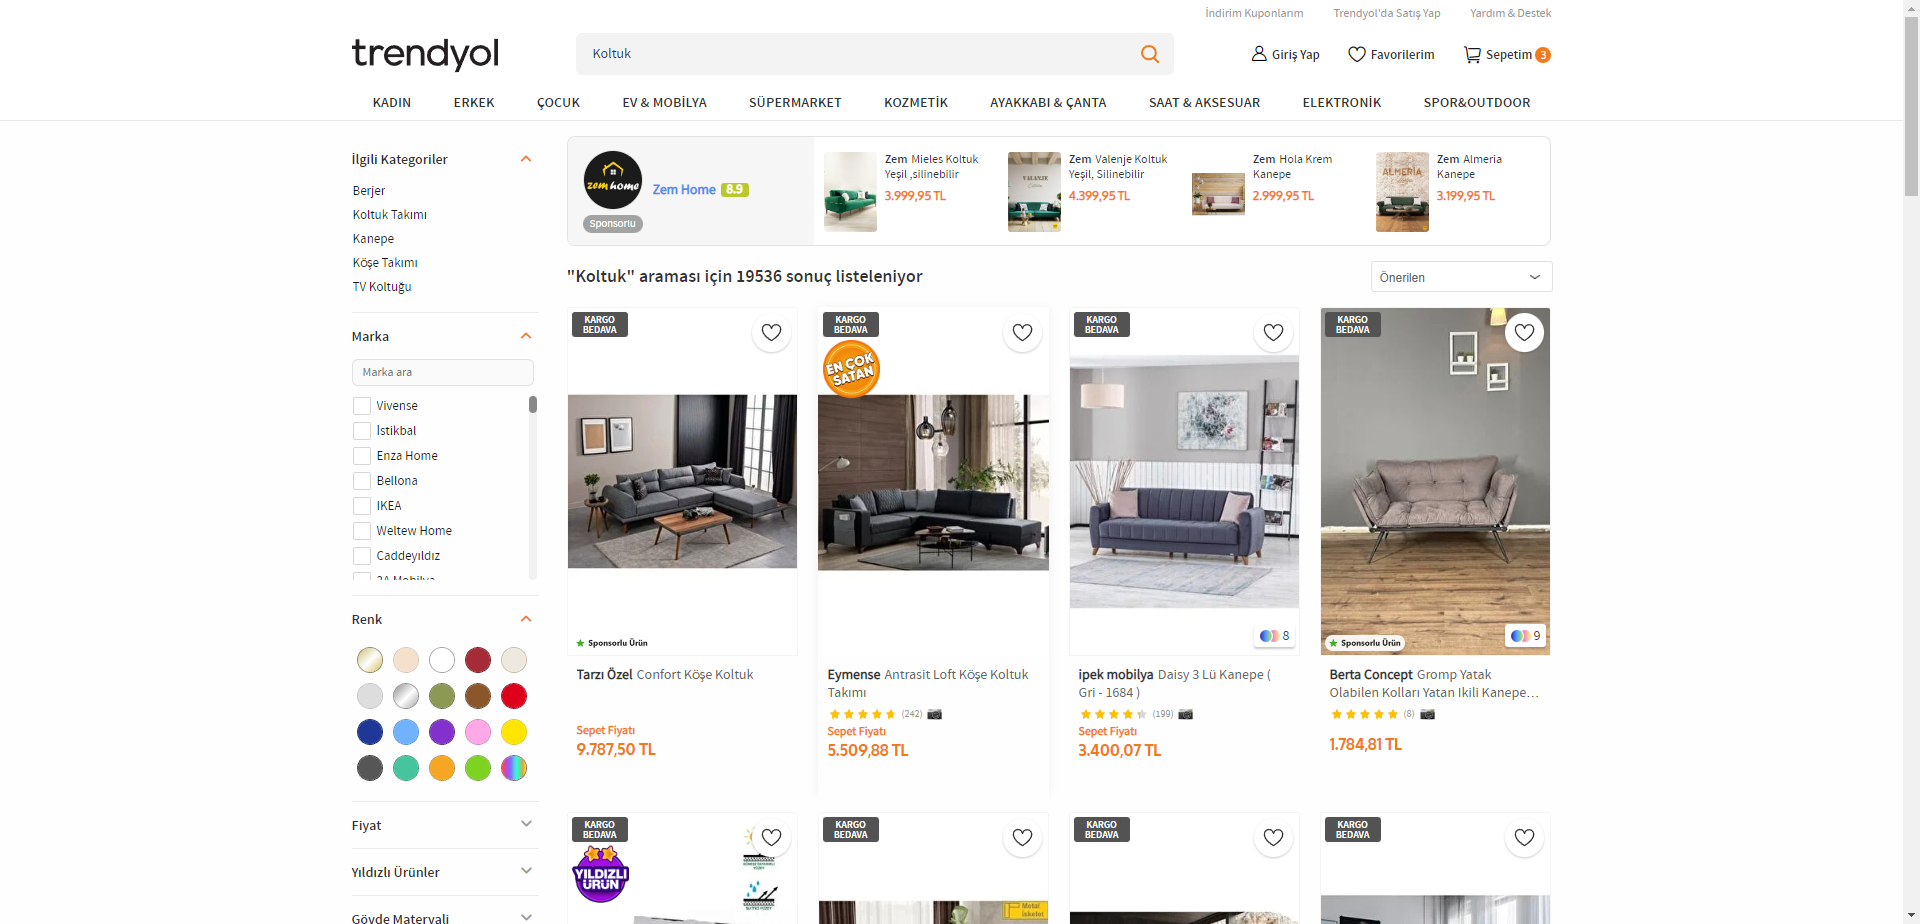 İndirim Kuponlarım
Trendyol'da Satış Yap
Yardım & Destek
trendyol
Koltuk
Giriş Yap
Favorilerim
Sepetim 3
KADIN
ERKEK
ÇOCUK
EV & MOBİLYA
SÜPERMARKET
KOZMETİK
AYAKKABI & ÇANTA
SAAT & AKSESUAR
ELEKTRONİK
SPOR&OUTDOOR
İlgili Kategoriler
Berjer
Koltuk Takımı
Kanepe
Köşe Takımı
TV Koltuğu
Marka
Marka ara
Vivense
İstikbal
Enza Home
Bellona
IKEA
Weltew Home
Caddeyıldız
3A Mobilya
Renk
Fiyat
Yıldızlı Ürünler
Gövde Materyali
zem home
Zem Home 8.9
Sponsorlu
Zem Mieles Koltuk
Yeşil ,silinebilir
3.999,95 TL
VALANJE
Zem Valenje Koltuk
Yeşil, Silinebilir
4.399,95 TL
Zem Hola Krem
Kanepe
2.999,95 TL
ALMERIA
Zem Almeria
Kanepe
3.199,95 TL
"Koltuk" araması için 19536 sonuç listeleniyor
Önerilen
KARGO
BEDAVA
Sponsorlu Ürün
Tarzı Özel Confort Köşe Koltuk
Sepet Fiyatı
9.787,50 TL
KARGO
BEDAVA
EN ÇOK
SATAN
Eymense Antrasit Loft Köşe Koltuk
Takımı
(242)
Sepet Fiyatı
5.509,88 TL
KARGO
BEDAVA
8
ipek mobilya Daisy 3 Lü Kanepe (
Gri - 1684 )
(199)
Sepet Fiyatı
3.400,07 TL
KARGO
BEDAVA
Sponsorlu Ürün
9
Berta Concept Gromp Yatak
Olabilen Kolları Yatan Ikili Kanepe...
(8)
1.784,81 TL
KARGO
BEDAVA
YILDIZLI
ÜRÜN
KARGO
BEDAVA
Metal
İskelet
KARGO
BEDAVA
KARGO
BEDAVA